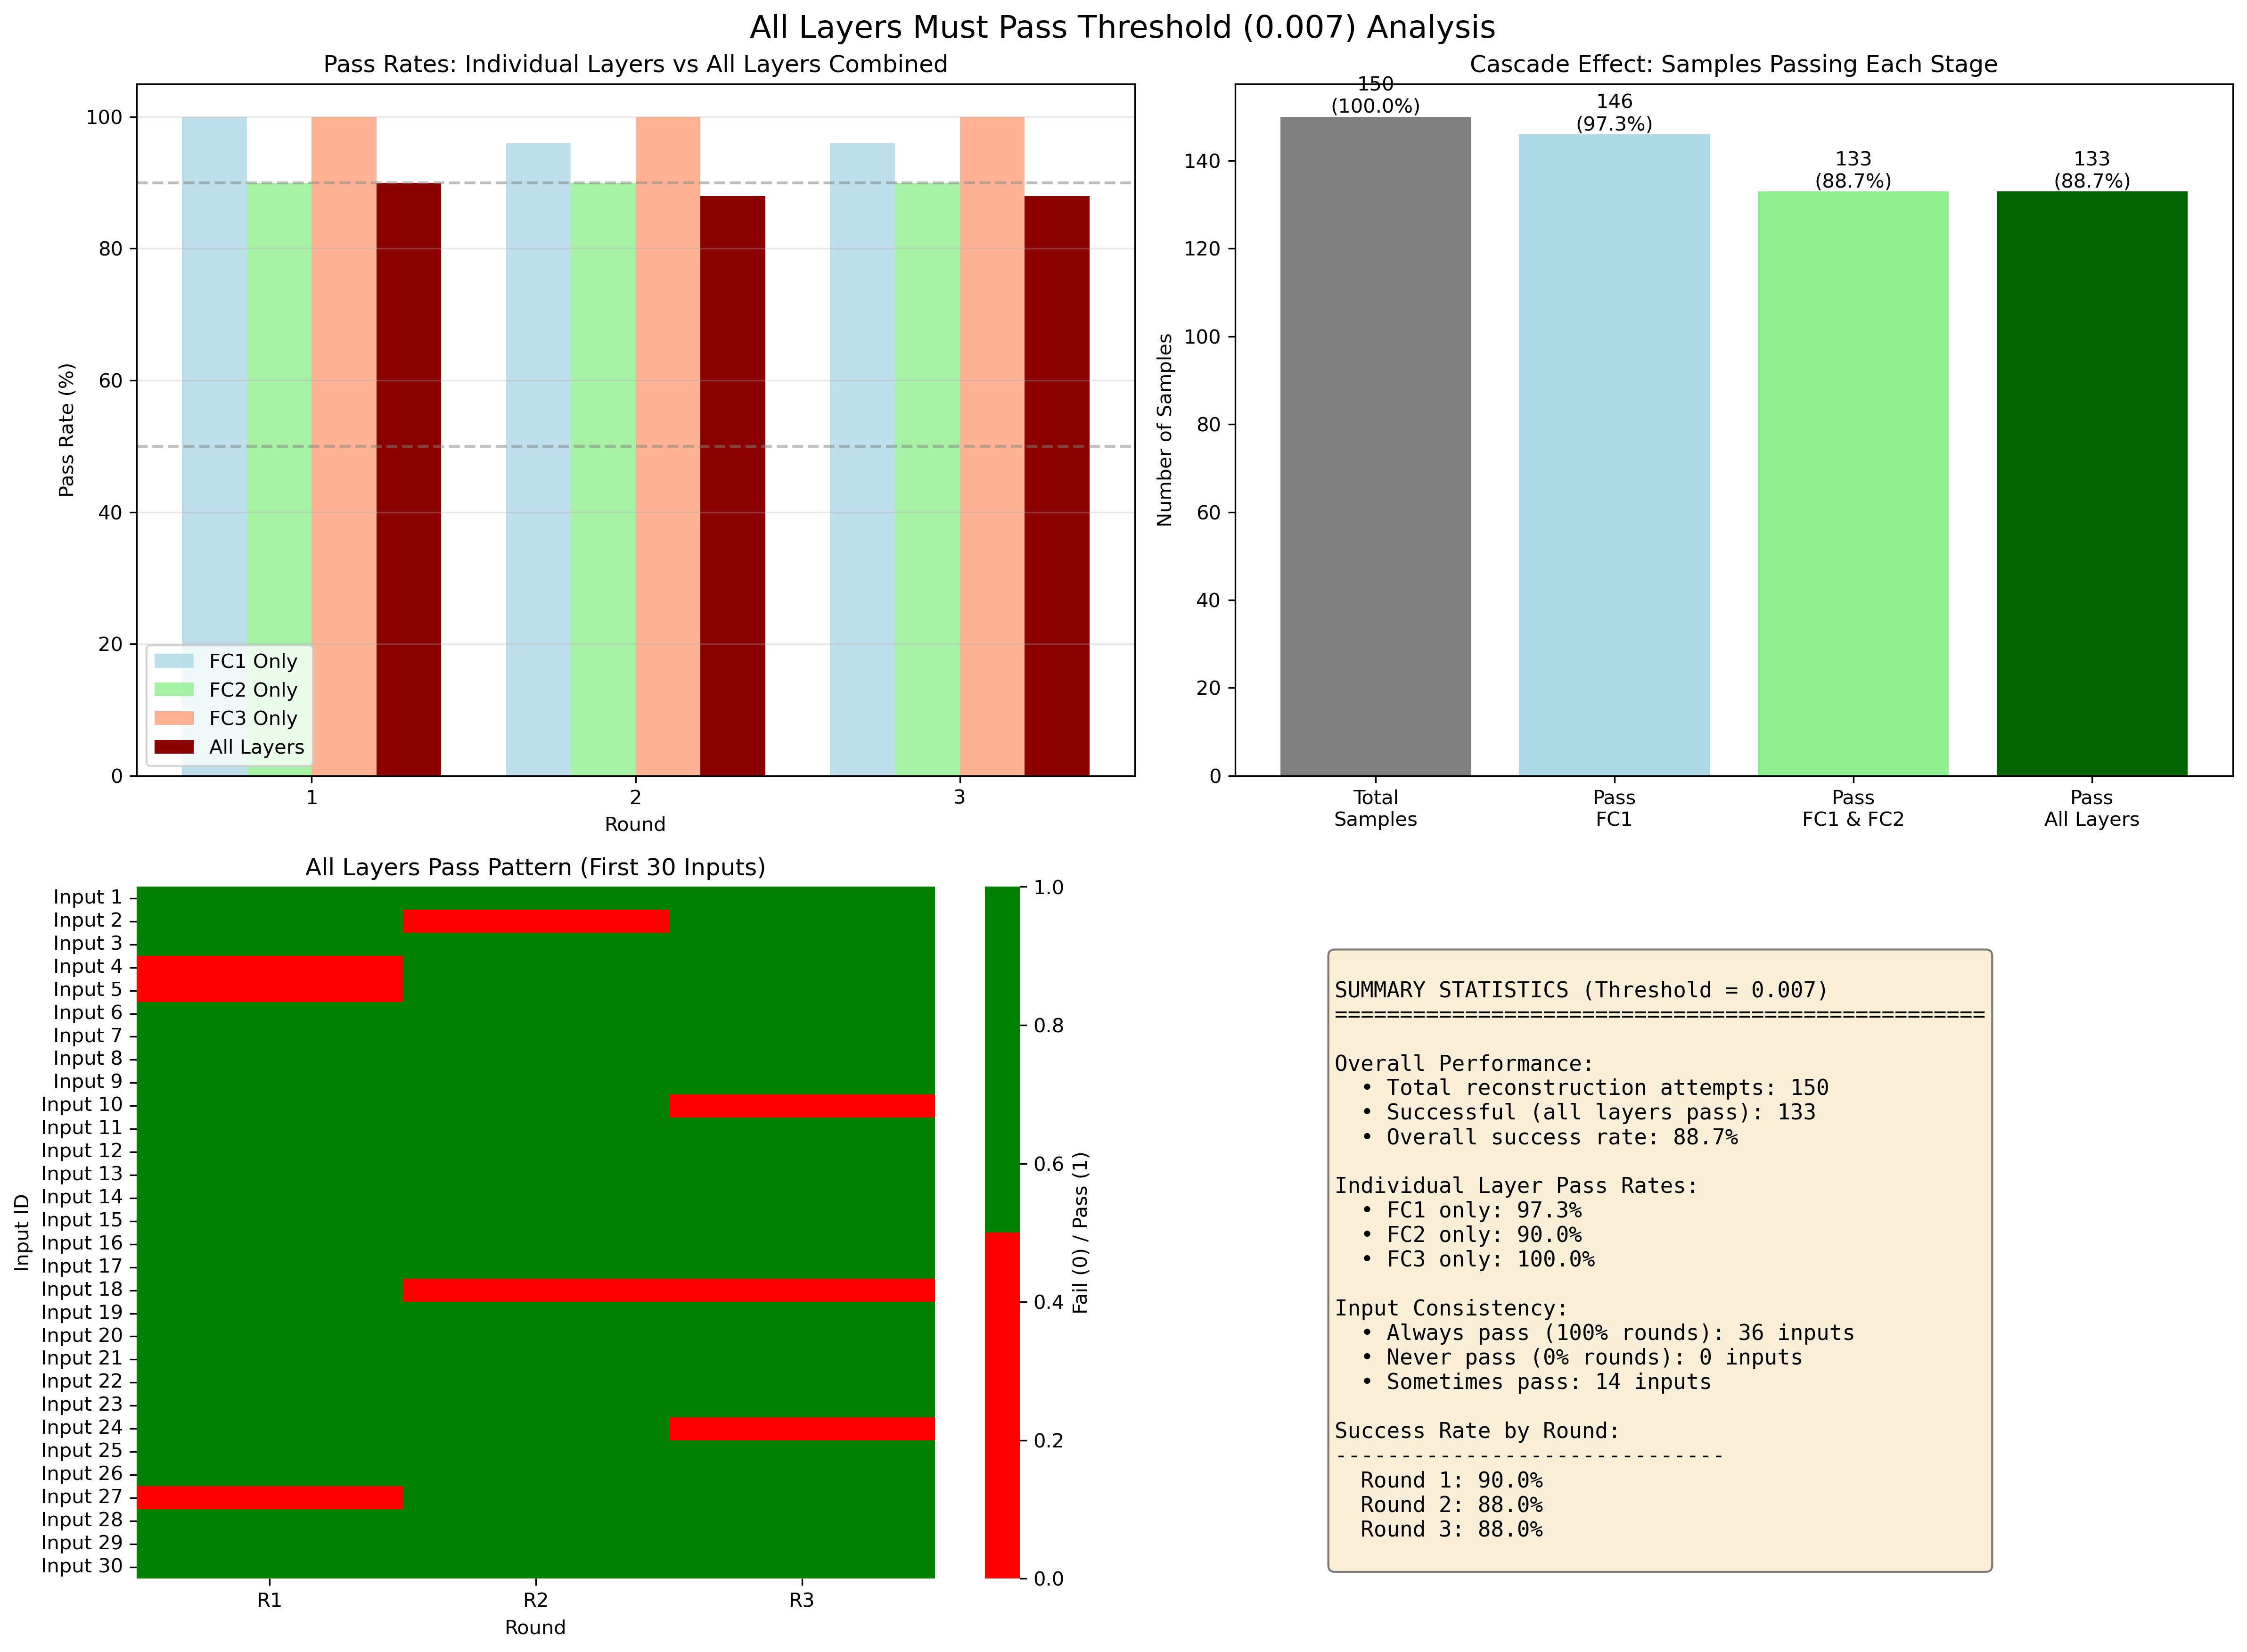 All Layers Must Pass Threshold (0.007) Analysis
Pass Rates: Individual Layers vs All Layers Combined
100
80
60
40
20
0
Pass Rate (%)
FC1 Only
FC2 Only
FC3 Only
All Layers
1
2
3
Round
Cascade Effect: Samples Passing Each Stage
150
(100.0%)
146
(97.3%)
133
(88.7%)
133
(88.7%)
140
120
100
80
60
40
20
0
Number of Samples
Total
Samples
Pass
FC1
Pass
FC1 & FC2
Pass
All Layers
All Layers Pass Pattern (First 30 Inputs)
Input 1
Input 2
Input 3
Input 4
Input 5
Input 6
Input 7
Input 8
Input 9
Input 10
Input 11
Input 12
Input 13
Input 14
Input 15
Input 16
Input 17
Input 18
Input 19
Input 20
Input 21
Input 22
Input 23
Input 24
Input 25
Input 26
Input 27
Input 28
Input 29
Input 30
Input ID
R1
R2
R3
Round
1.0
0.8
0.6
0.4
0.2
0.0
Fail (0) / Pass (1)
SUMMARY STATISTICS (Threshold = 0.007)
==================================================
Overall Performance:
• Total reconstruction attempts: 150
• Successful (all layers pass): 133
• Overall success rate: 88.7%
Individual Layer Pass Rates:
• FC1 only: 97.3%
• FC2 only: 90.0%
• FC3 only: 100.0%
Input Consistency:
• Always pass (100% rounds): 36 inputs
• Never pass (0% rounds): 0 inputs
• Sometimes pass: 14 inputs
Success Rate by Round:
------------------------------
Round 1: 90.0%
Round 2: 88.0%
Round 3: 88.0%